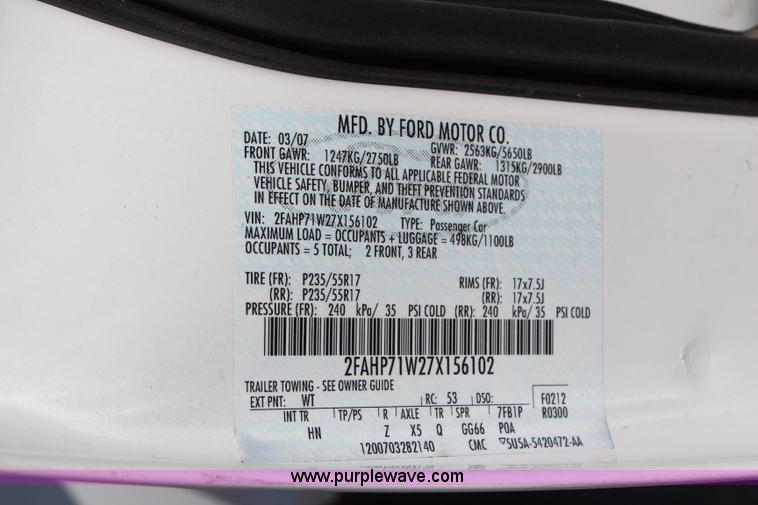 MFD. BY FORD MOTOR CO.
DATE: 03/07 GVWR: 2563KG/5650LB
FRONT GAWR: 1247KG/2750LB REAR GAWR: 1315KG/2900LB
THIS VEHICLE CONFORMS TO ALL APPLICABLE FEDERAL MOTOR
VEHICLE SAFETY, BUMPER, AND THEFT PREVENTION STANDARDS
IN EFFECT ON THE DATE OF MANUFACTURE SHOWN ABOVE.
VIN: 2FAHP71W27X156102 TYPE: Passenger Car
MAXIMUM LOAD = OCCUPANTS + LUGGAGE = 498KG/1100LB
OCCUPANTS = 5 TOTAL; 2 FRONT, 3 REAR
TIRE (FR): P235/55R17 RIMS (FR): 17x7.5J
(RR): P235/55R17 (RR): 17x7.5J
PRESSURE (FR): 240 kPa/ 35 PSI COLD (RR): 240 kPa/ 35 PSI COLD
2FAHP71W27X156102
TRAILER TOWING - SEE OWNER GUIDE
EXT PNT: WT RC: 53 DSO: F0212
INT TR TP/PS R AXLE TR SPR 7FB1P R0300
HN Z X5 Q GG66 POA
1200703282140 CMC 5U5A-5420472-AA
www.purplewave.com